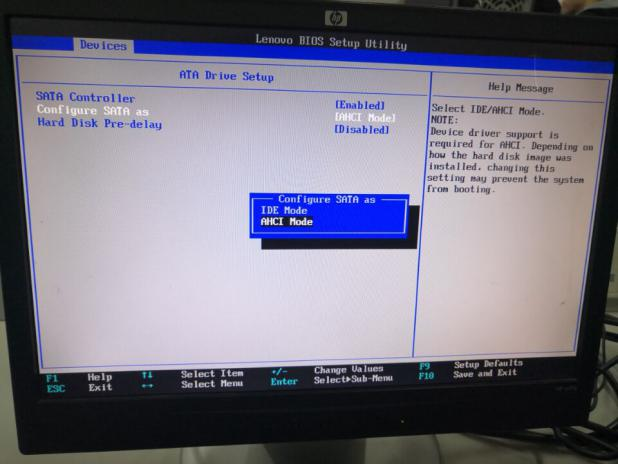 hp
Lenovo BIOS Setup Utility
Devices
ATA Drive Setup
Help Message
SATA Controller [Enabled]
Configure SATA as [AHCI Mode]
Hard Disk Pre-delay [Disabled]
Select IDE/AHCI Mode.
NOTE:
Device driver support is
required for AHCI. Depending on
how the hard disk image was
installed, changing this
setting may prevent the system
from booting.
Configure SATA as
IDE Mode
AHCI Mode
F1 Help ↑↓ Select Item +/- Change Values F9 Setup Defaults
ESC Exit ↔ Select Menu Enter Select▶Sub-Menu F10 Save and Exit